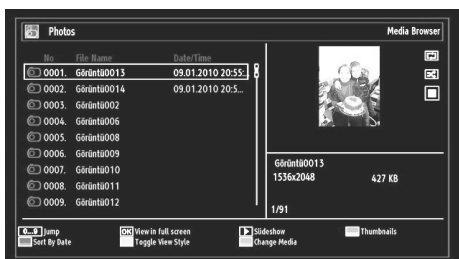 Photos Media Browser
No File Name Date/Time
0001. Görüntü0013 09.01.2010 20:55:
0002. Görüntü0014 09.01.2010 20:5...
0003. Görüntü002
0004. Görüntü006
0005. Görüntü008
0006. Görüntü009
0007. Görüntü010
0008. Görüntü011
0009. Görüntü012
Görüntü0013
1536x2048 427 KB
1/91
0...9 Jump OK View in full screen Slideshow Thumbnails
Sort By Date Toggle View Style Change Media